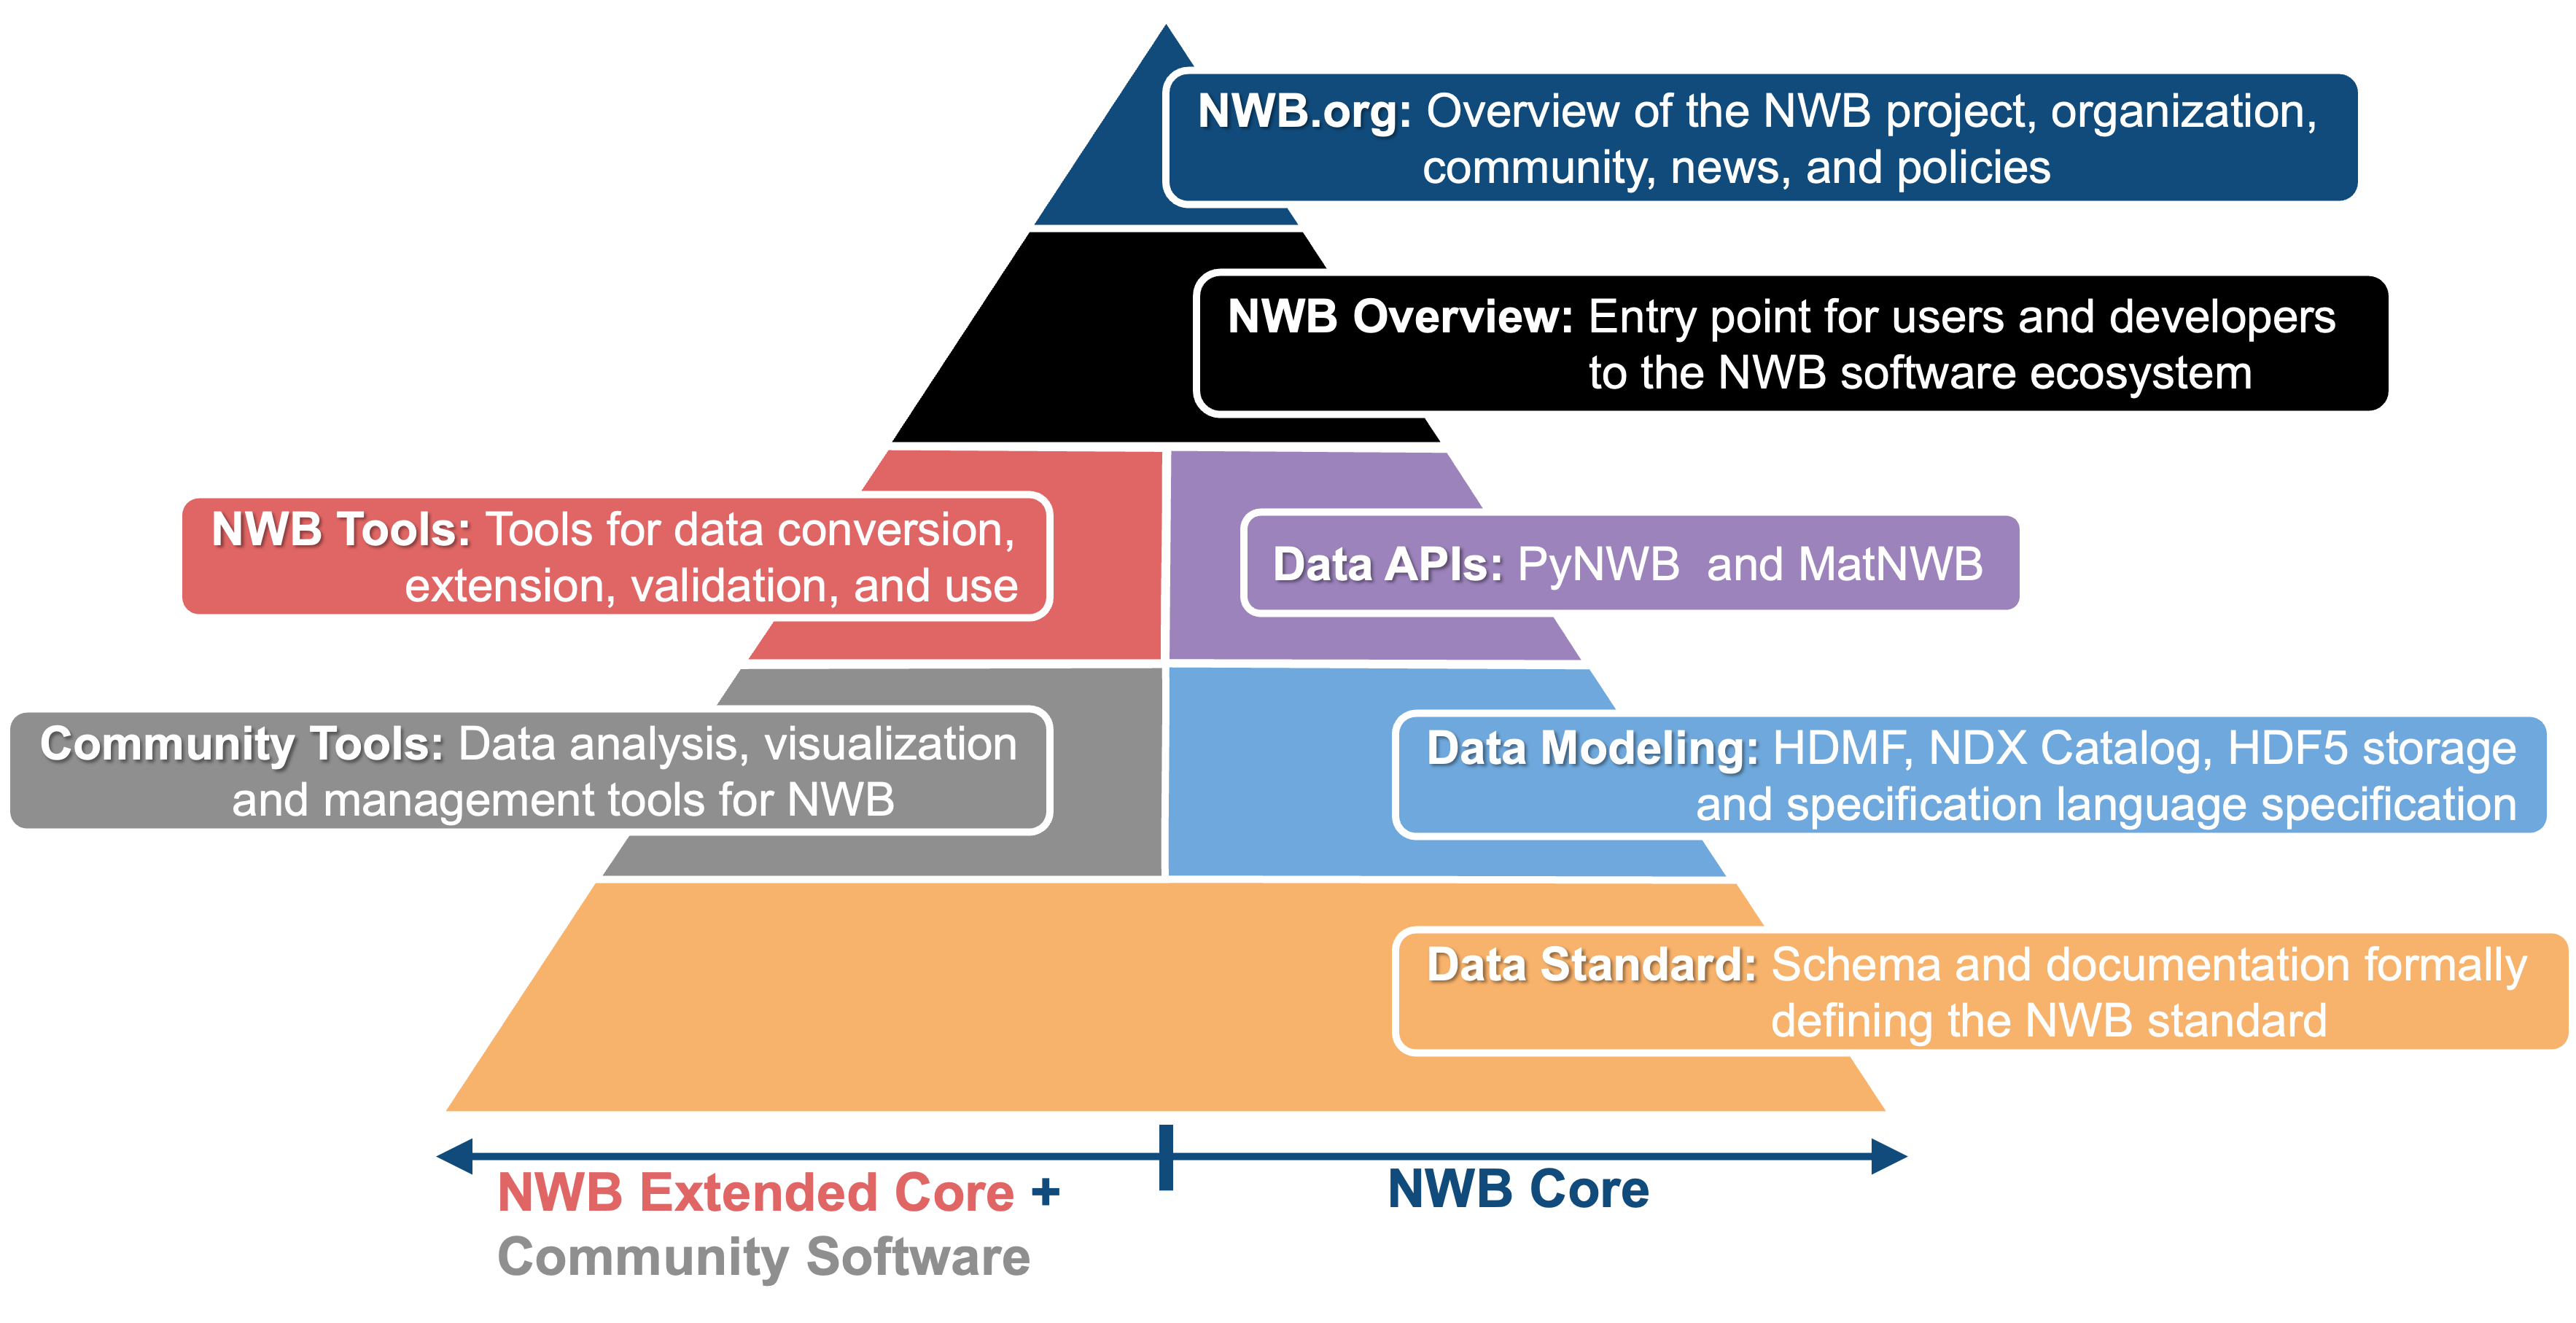 NWB.org: Overview of the NWB project, organization,
community, news, and policies
NWB Overview: Entry point for users and developers
to the NWB software ecosystem
NWB Tools: Tools for data conversion,
extension, validation, and use
Data APIs: PyNWB and MatNWB
Community Tools: Data analysis, visualization
and management tools for NWB
Data Modeling: HDMF, NDX Catalog, HDF5 storage
and specification language specification
Data Standard: Schema and documentation formally
defining the NWB standard
NWB Extended Core +
Community Software
NWB Core